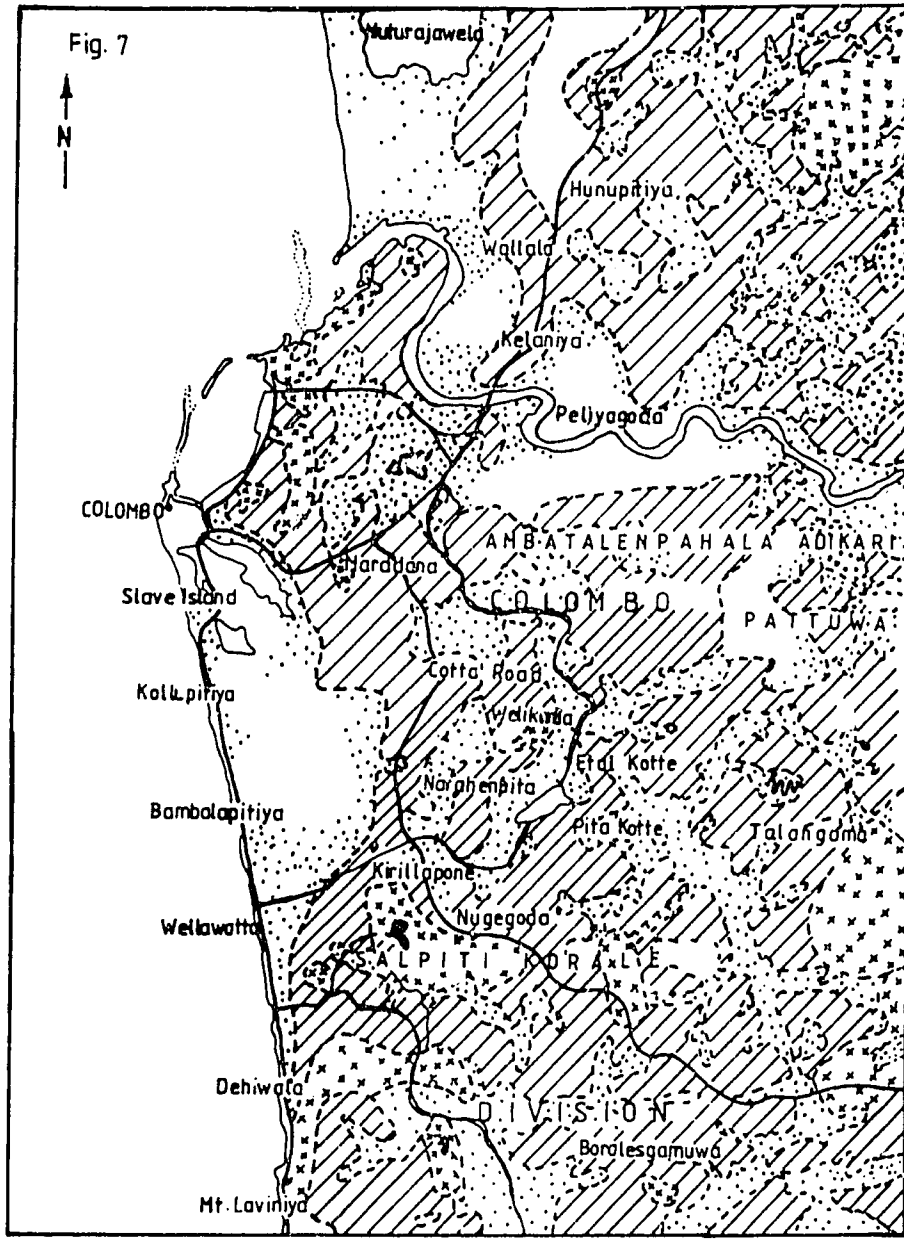 Fig. 7
Muturajawela
N
Hunupitiya
Wallala
Kelaniya
Peliyagoda
COLOMBO
AMBATALENPAHALA ADIKARI
Maradana
COLOMBO
Slave Island
PATTUWA
Cotta Road
Kollupitiya
Welikada
Etal Kotte
Narahenpita
Bambalapitiya
Pita Kotte
Talangama
Kirillapone
Wellawatta
Nugegoda
SALPITI KORALE
Dehiwala
DIVISION
Boralesgamuwa
Mt. Laviniya